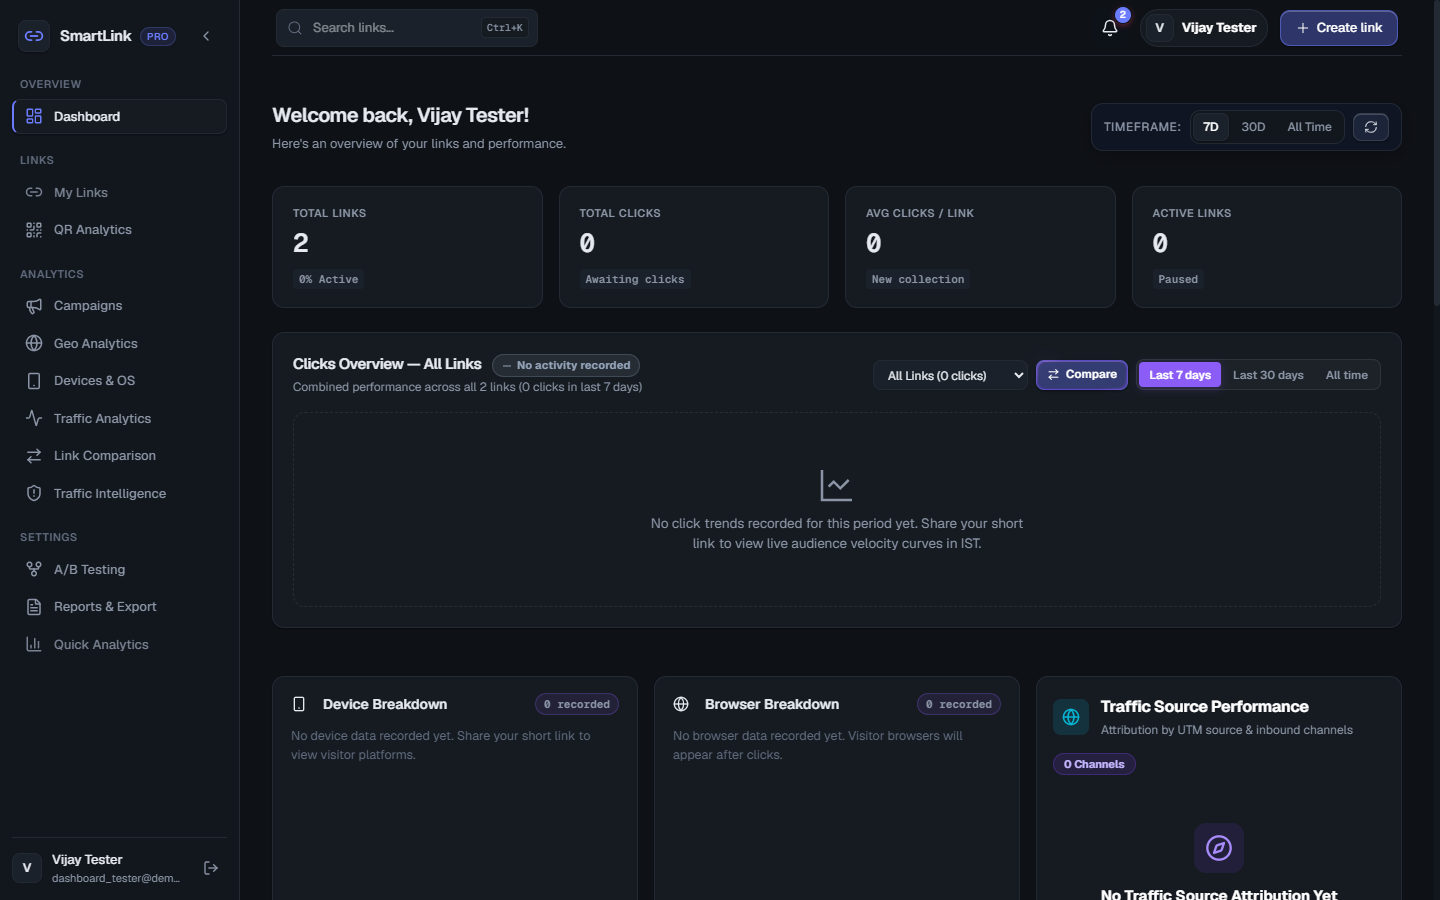 SmartLink PRO
OVERVIEW
Dashboard
LINKS
My Links
QR Analytics
ANALYTICS
Campaigns
Geo Analytics
Devices & OS
Traffic Analytics
Link Comparison
Traffic Intelligence
SETTINGS
A/B Testing
Reports & Export
Quick Analytics
V
Vijay Tester
dashboard_tester@dem...
Search links... Ctrl+K
2
V Vijay Tester
+ Create link
Welcome back, Vijay Tester!
Here's an overview of your links and performance.
TIMEFRAME: 7D 30D All Time
TOTAL LINKS
2
0% Active
TOTAL CLICKS
0
Awaiting clicks
AVG CLICKS / LINK
0
New collection
ACTIVE LINKS
0
Paused
Clicks Overview — All Links — No activity recorded
Combined performance across all 2 links (0 clicks in last 7 days)
All Links (0 clicks) Compare Last 7 days Last 30 days All time
No click trends recorded for this period yet. Share your short
link to view live audience velocity curves in IST.
Device Breakdown 0 recorded
No device data recorded yet. Share your short link to
view visitor platforms.
Browser Breakdown 0 recorded
No browser data recorded yet. Visitor browsers will
appear after clicks.
Traffic Source Performance
Attribution by UTM source & inbound channels
0 Channels
No Traffic Source Attribution Yet